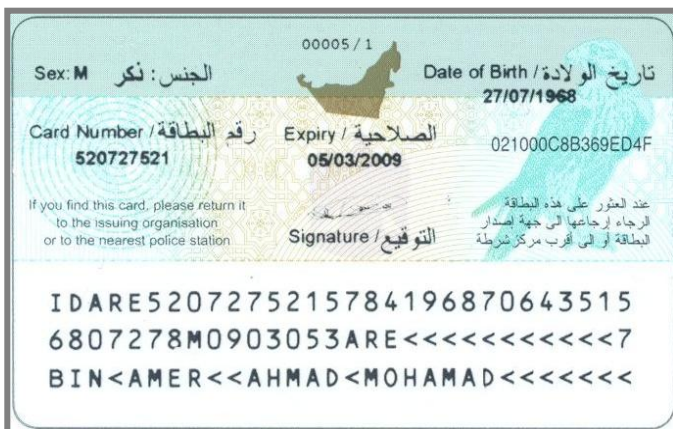 00005 / 1
Sex: M الجنس: نكر
Date of Birth / تاريخ الولادة
27/07/1968
Card Number / رقم البطاقة
520727521
Expiry / الصلاحية
05/03/2009
021000C8B369ED4F
If you find this card, please return it
to the issuing organisation
or to the nearest police station
Signature / التوقيع
عند العثور على هذه البطاقة
الرجاء إرجاعها الى جهة إصدار
البطاقة أو الى أقرب مركز شرطة
IDARE5207275215784196870643515
6807278M0903053ARE<<<<<<<<<<<7
BIN<AMER<<AHMAD<MOHAMAD<<<<<<<